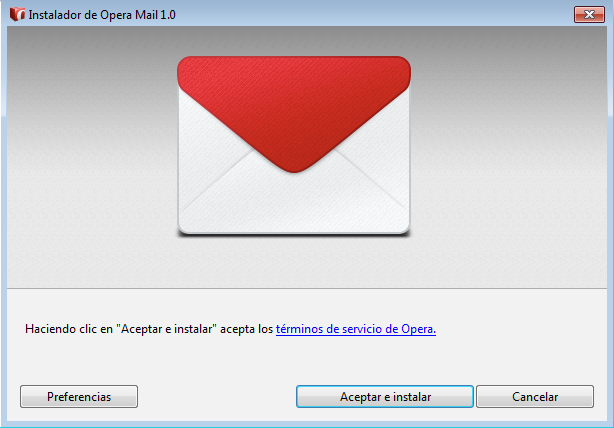 Instalador de Opera Mail 1.0
Haciendo clic en "Aceptar e instalar" acepta los términos de servicio de Opera.
Preferencias
Aceptar e instalar
Cancelar